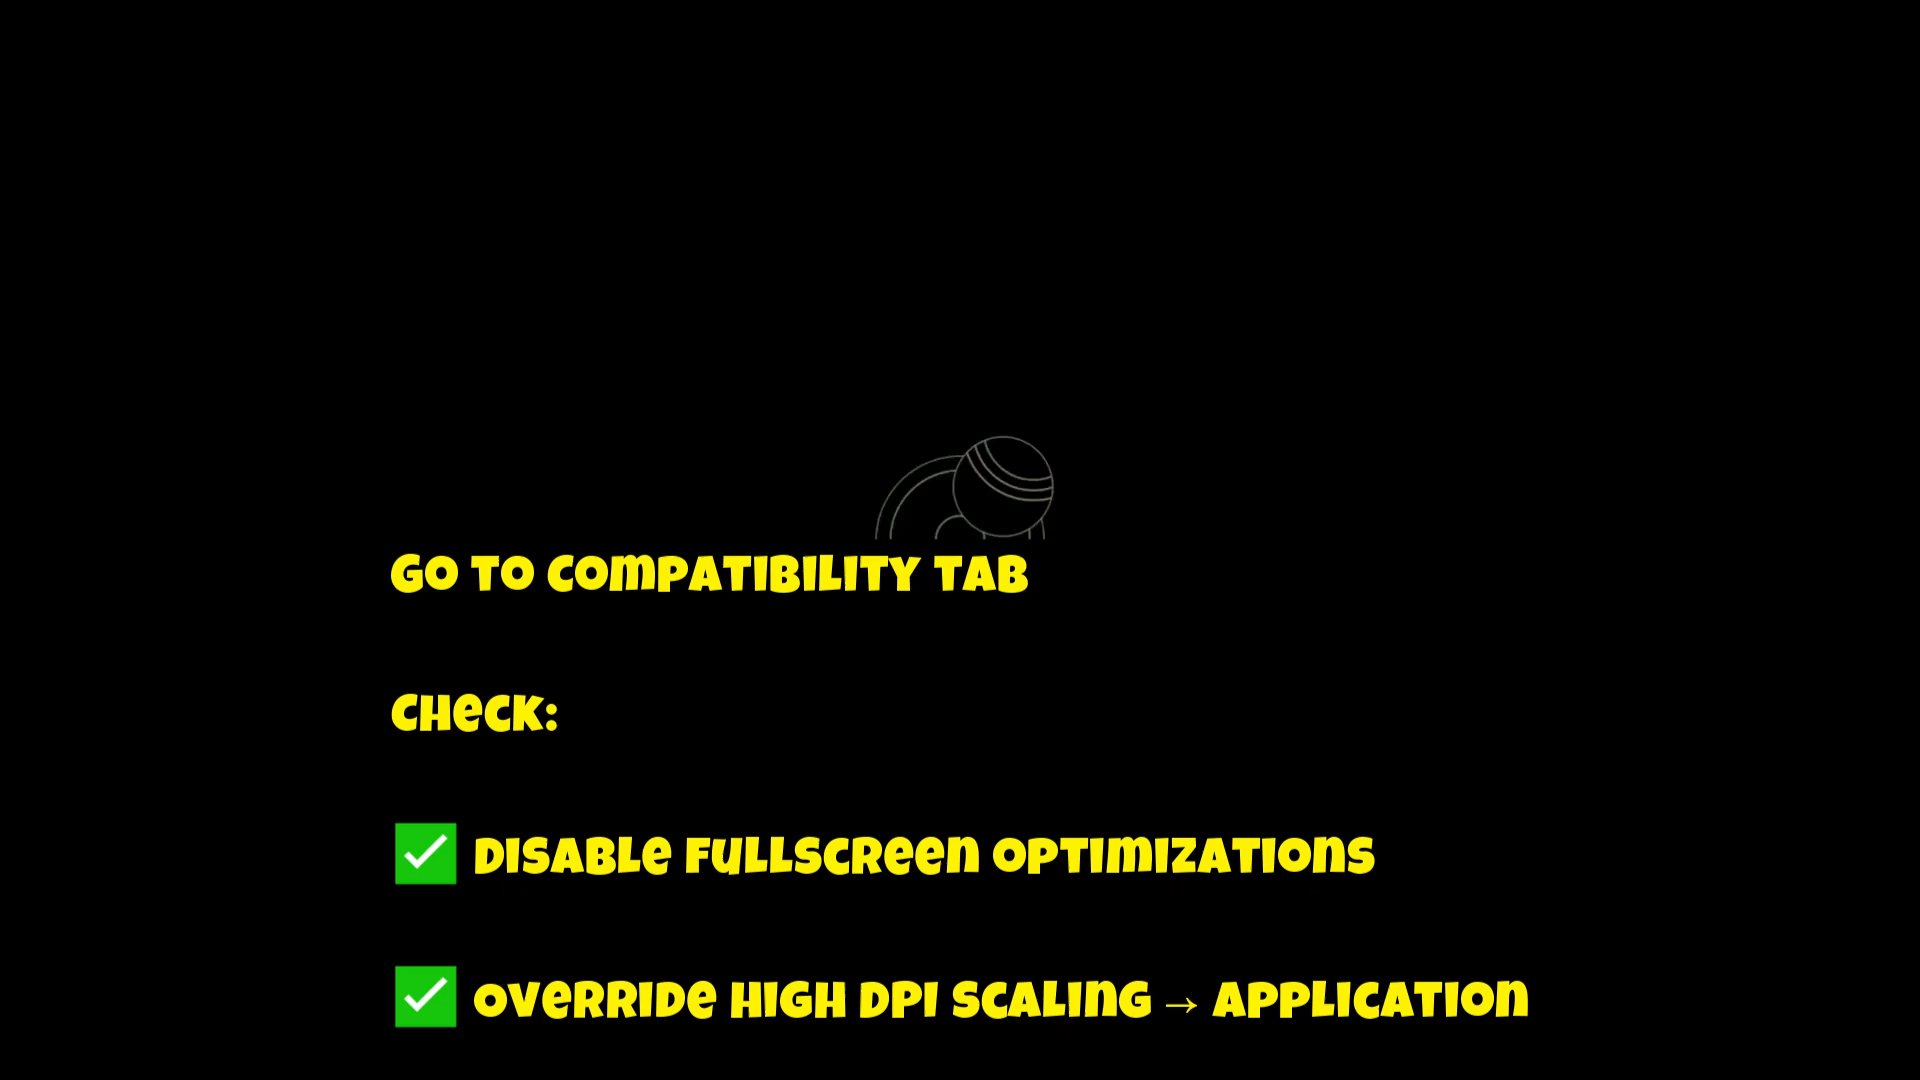 GO TO COMPATIBILITY TAB
CHECK:
✅ DISABLE FULLSCREEN OPTIMIZATIONS
✅ OVERRIDE HIGH DPI SCALING → APPLICATION